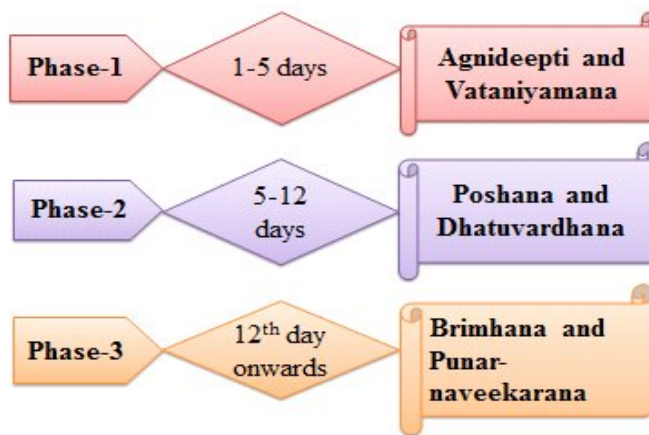 Phase-1
1-5 days
Agnideepti and
Vataniyamana
Phase-2
5-12
days
Poshana and
Dhatuvardhana
Phase-3
12th day
onwards
Brimhana and
Punar-
naveekarana